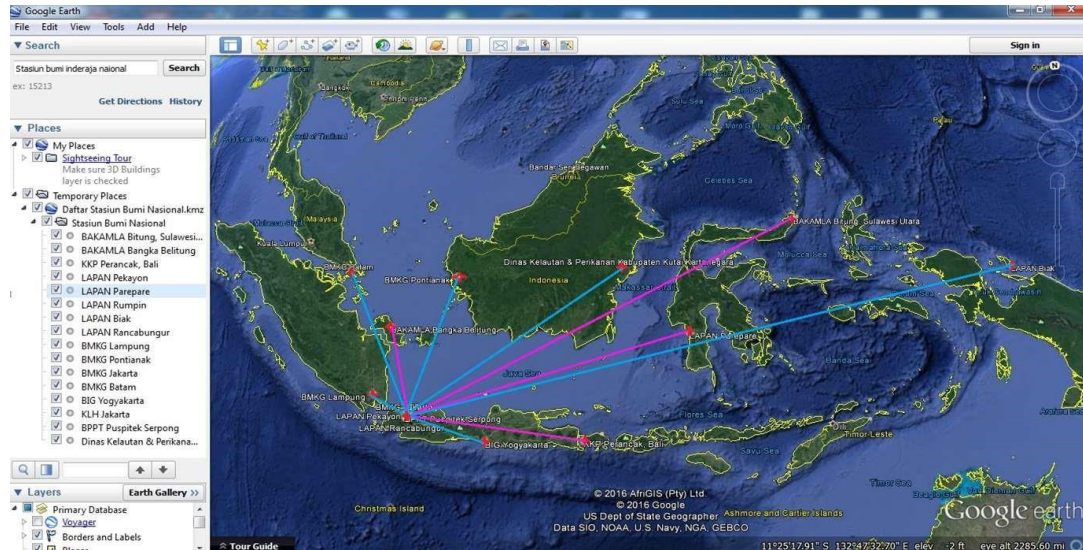 Google Earth
File Edit View Tools Add Help
Search
Stasiun bumi inderaja naional
Search
ex: 15213
Get Directions History
Places
My Places
Sightseeing Tour
Make sure 3D Buildings
layer is checked
Temporary Places
Daftar Stasiun Bumi Nasional.kmz
Stasiun Bumi Nasional
BAKAMLA Bitung, Sulawesi...
BAKAMLA Bangka Belitung
KKP Perancak, Bali
LAPAN Pekayon
LAPAN Parepare
LAPAN Rumpin
LAPAN Biak
LAPAN Rancabungur
BMKG Lampung
BMKG Pontianak
BMKG Jakarta
BMKG Batam
BIG Yogyakarta
KLH Jakarta
BPPT Puspitek Serpong
Dinas Kelautan & Perikana...
Layers
Earth Gallery >>
Primary Database
Voyager
Borders and Labels
Places
Sign in
N
Thailand
Bangkok
Cambodia
Gulf of Thailand
Sulu Sea
Palau
Bandar Seri Begawan
Brunei
Celebes Sea
Malaysia
Kuala Lumpur
BAKAMLA Bitung, Sulawesi Utara
Dinas Kelautan & Perikanan Kabupaten Kutai Kartanegara
BMKG Batam
BMKG Pontianak
Indonesia
Molucca Sea
LAPAN Biak
Makassar Strait
BAKAMLA Bangka Belitung
LAPAN Parepare
Java Sea
Banda Sea
BMKG Lampung
LAPAN Pekayon
Puspitek Serpong
LAPAN Rancabungur
Flores Sea
BIG Yogyakarta
KKP Perancak, Bali
Dili
Timor-Leste
Savu Sea
Timor Sea
© 2016 AfriGIS (Pty) Ltd.
© 2016 Google
US Dept of State Geographer
Data SIO, NOAA, U.S. Navy, NGA, GEBCO
Christmas Island
Ashmore and Cartier Islands
Google earth
Tour Guide
11°25'17.91" S 132°47'32.70" E elev -2 ft eye alt 2285.60 mi